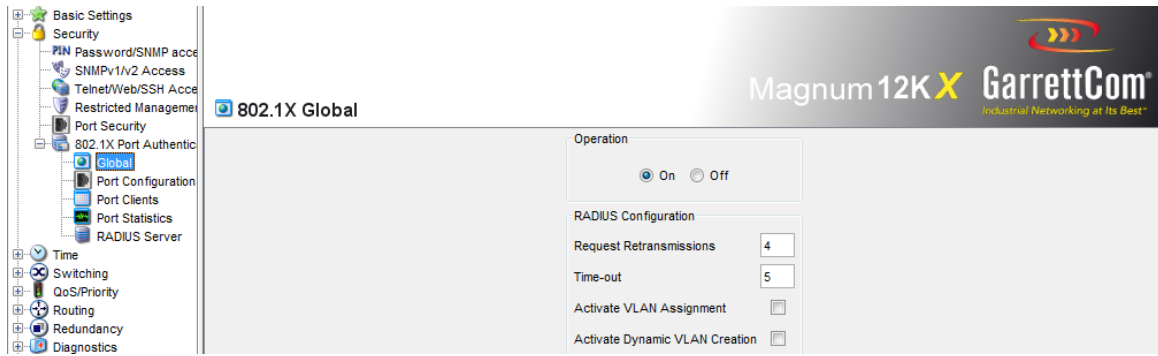 Basic Settings
Security
PIN Password/SNMP acce
SNMPv1/v2 Access
Telnet/Web/SSH Acce
Restricted Managemen
Port Security
802.1X Port Authentic
Global
Port Configuration
Port Clients
Port Statistics
RADIUS Server
Time
Switching
QoS/Priority
Routing
Redundancy
Diagnostics
802.1X Global
Magnum 12KX
GarrettCom®
Industrial Networking at Its Best™
Operation
On Off
RADIUS Configuration
Request Retransmissions 4
Time-out 5
Activate VLAN Assignment
Activate Dynamic VLAN Creation